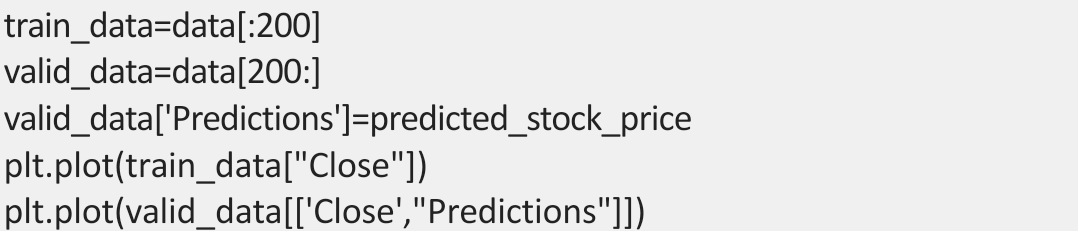 train_data=data[:200]
valid_data=data[200:]
valid_data['Predictions']=predicted_stock_price
plt.plot(train_data["Close"])
plt.plot(valid_data[['Close',"Predictions"]])